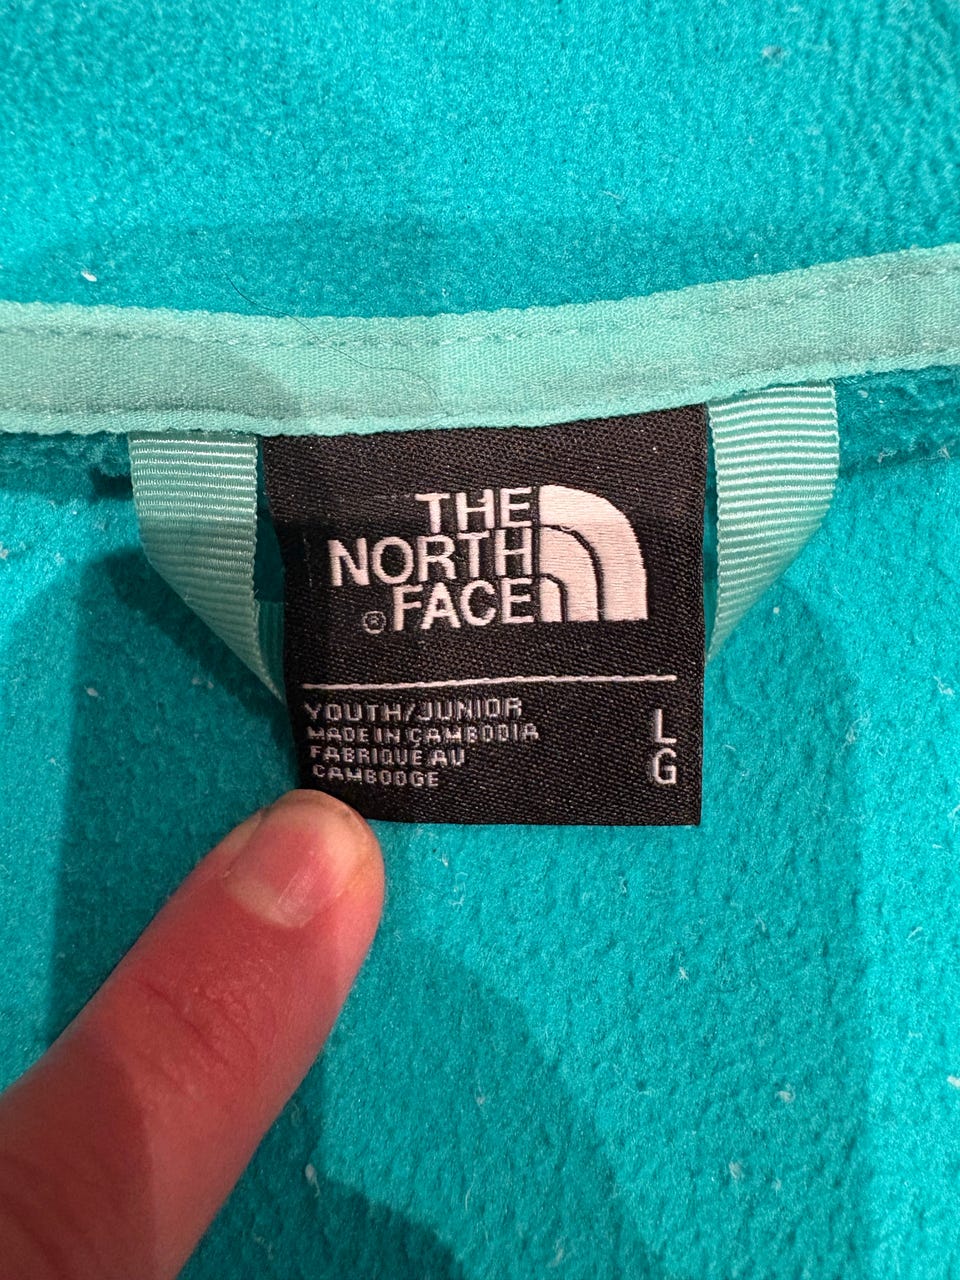 THE
NORTH
® FACE
YOUTH/JUNIOR
MADE IN CAMBODIA
FABRIQUE AU
CAMBODGE
L
G